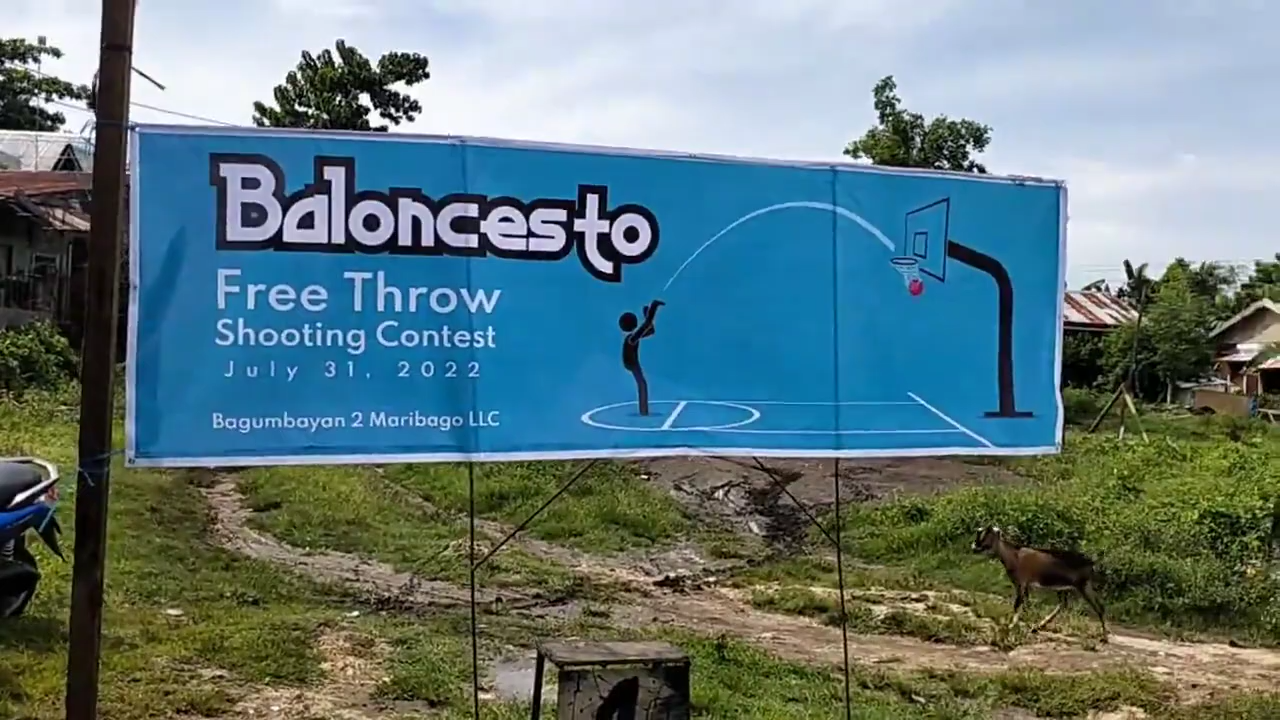 Baloncesto
Free Throw
Shooting Contest
July 31, 2022
Bagumbayan 2 Maribago LLC